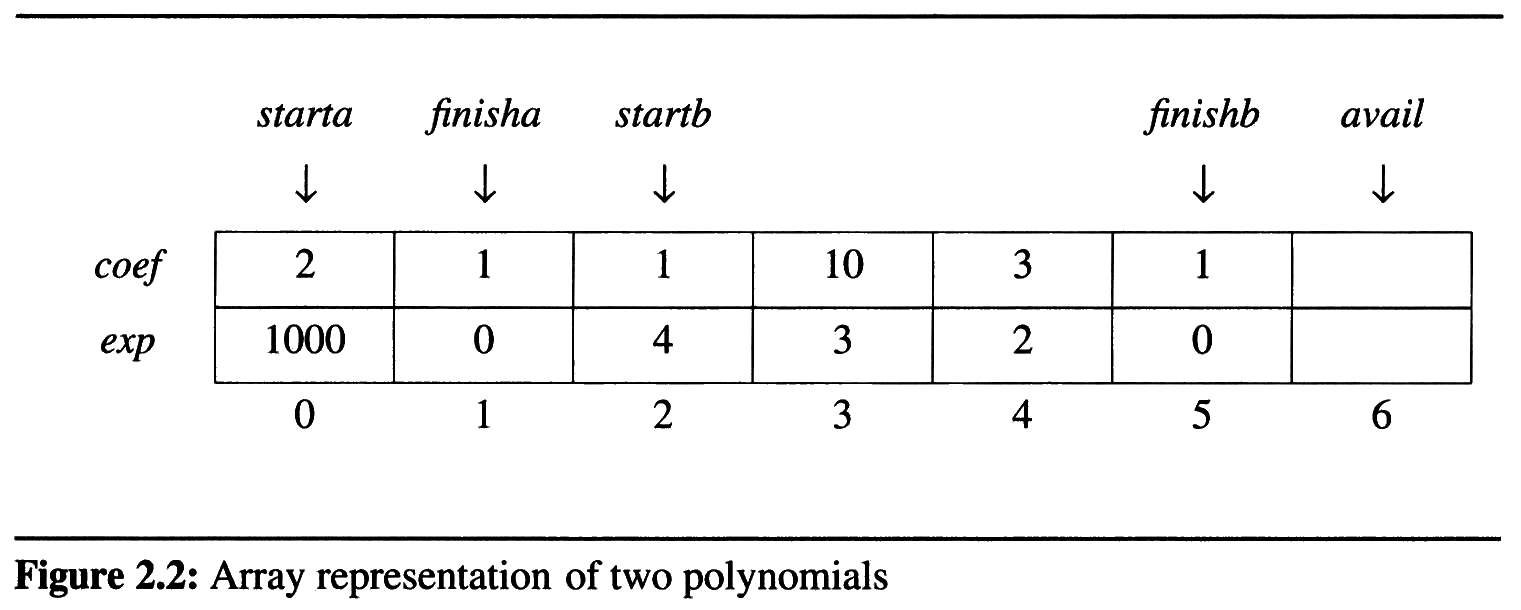 starta finisha startb finishb avail
↓ ↓ ↓ ↓ ↓
coef 2 1 1 10 3 1
exp 1000 0 4 3 2 0
0 1 2 3 4 5 6
Figure 2.2: Array representation of two polynomials